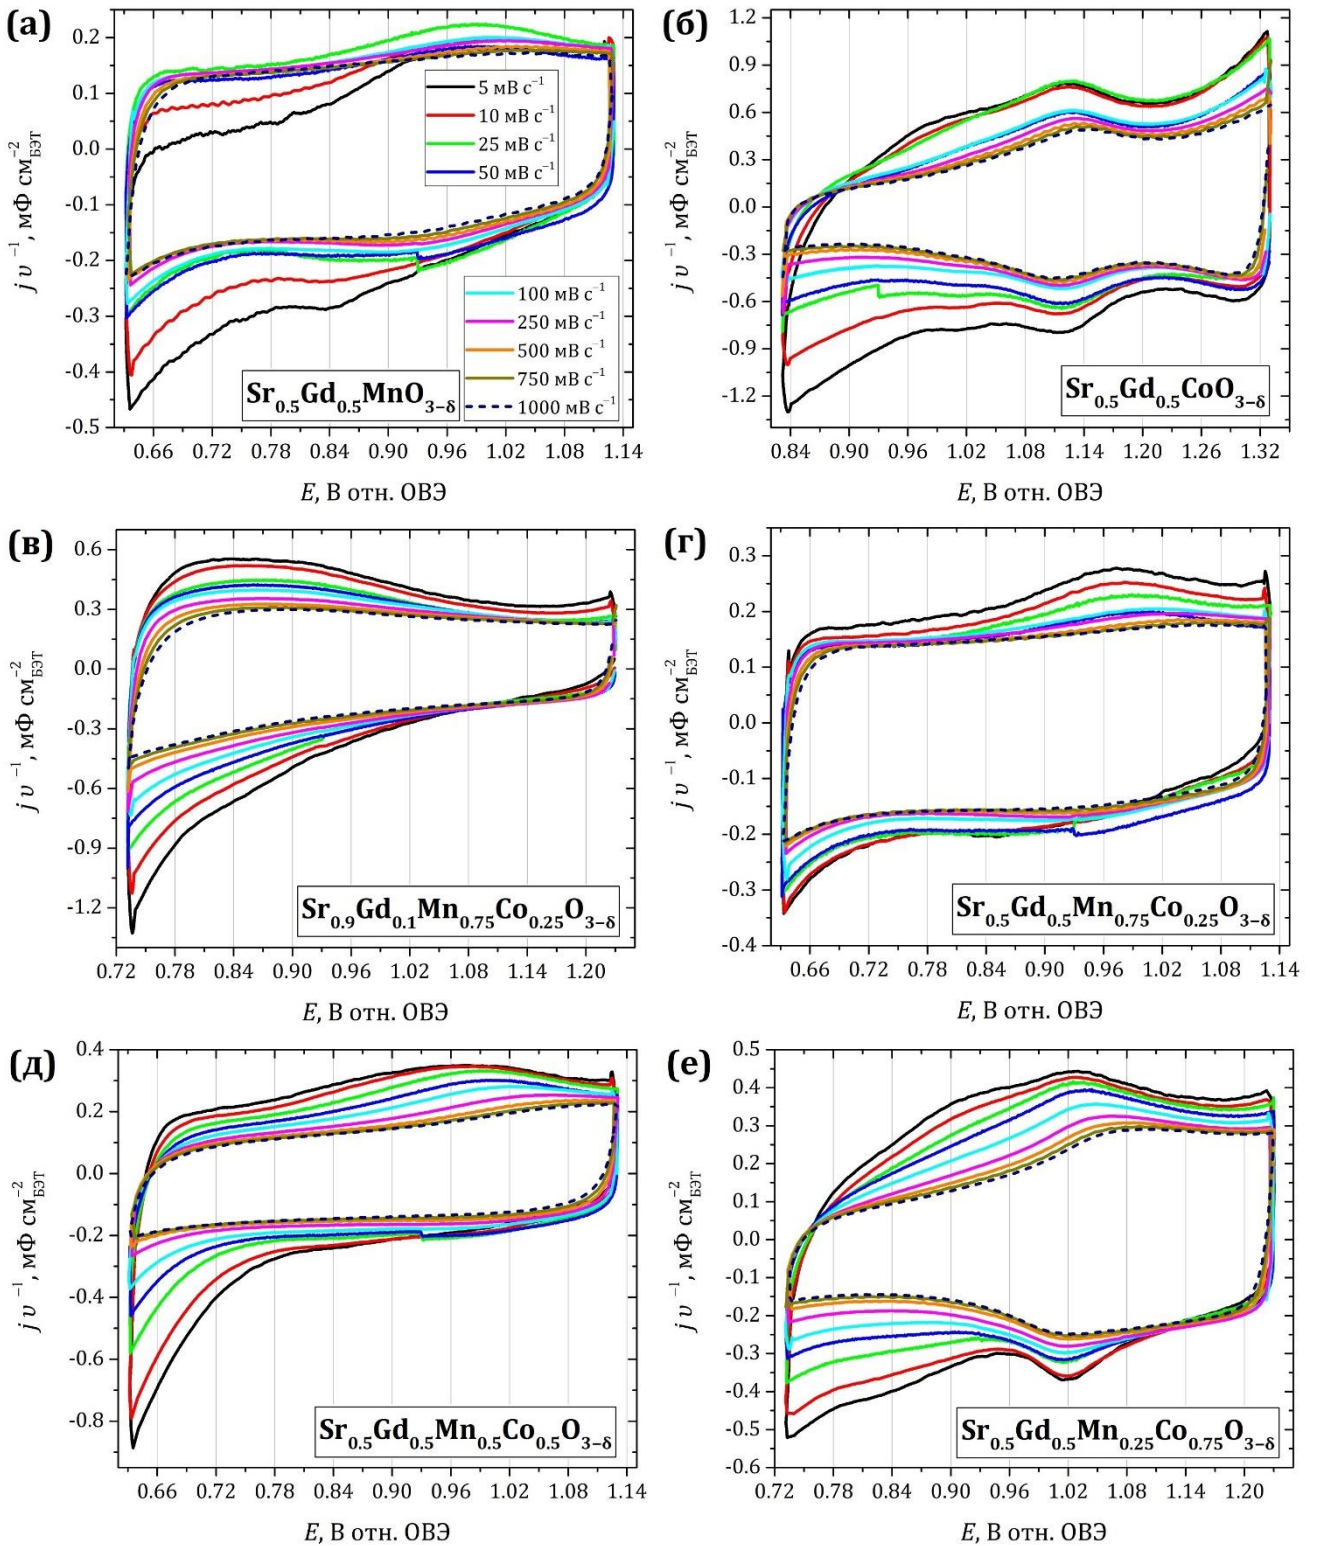 (а)
j υ⁻¹, мФ см⁻²БЭТ
0.2
0.1
0.0
-0.1
-0.2
-0.3
-0.4
-0.5
5 мВ с⁻¹
10 мВ с⁻¹
25 мВ с⁻¹
50 мВ с⁻¹
100 мВ с⁻¹
250 мВ с⁻¹
500 мВ с⁻¹
750 мВ с⁻¹
1000 мВ с⁻¹
Sr₀.₅Gd₀.₅MnO₃₋δ
0.66 0.72 0.78 0.84 0.90 0.96 1.02 1.08 1.14
E, В отн. ОВЭ
(б)
j υ⁻¹, мФ см⁻²БЭТ
1.2
0.9
0.6
0.3
0.0
-0.3
-0.6
-0.9
-1.2
Sr₀.₅Gd₀.₅CoO₃₋δ
0.84 0.90 0.96 1.02 1.08 1.14 1.20 1.26 1.32
E, В отн. ОВЭ
(в)
j υ⁻¹, мФ см⁻²БЭТ
0.6
0.3
0.0
-0.3
-0.6
-0.9
-1.2
Sr₀.₉Gd₀.₁Mn₀.₇₅Co₀.₂₅O₃₋δ
0.72 0.78 0.84 0.90 0.96 1.02 1.08 1.14 1.20
E, В отн. ОВЭ
(г)
j υ⁻¹, мФ см⁻²БЭТ
0.3
0.2
0.1
0.0
-0.1
-0.2
-0.3
-0.4
Sr₀.₅Gd₀.₅Mn₀.₇₅Co₀.₂₅O₃₋δ
0.66 0.72 0.78 0.84 0.90 0.96 1.02 1.08 1.14
E, В отн. ОВЭ
(д)
j υ⁻¹, мФ см⁻²БЭТ
0.4
0.2
0.0
-0.2
-0.4
-0.6
-0.8
Sr₀.₅Gd₀.₅Mn₀.₅Co₀.₅O₃₋δ
0.66 0.72 0.78 0.84 0.90 0.96 1.02 1.08 1.14
E, В отн. ОВЭ
(е)
j υ⁻¹, мФ см⁻²БЭТ
0.5
0.4
0.3
0.2
0.1
0.0
-0.1
-0.2
-0.3
-0.4
-0.5
-0.6
Sr₀.₅Gd₀.₅Mn₀.₂₅Co₀.₇₅O₃₋δ
0.72 0.78 0.84 0.90 0.96 1.02 1.08 1.14 1.20
E, В отн. ОВЭ